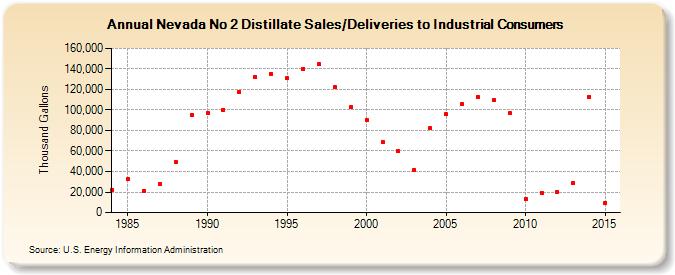 Annual Nevada No 2 Distillate Sales/Deliveries to Industrial Consumers
Thousand Gallons
160,000
140,000
120,000
100,000
80,000
60,000
40,000
20,000
0
1985 1990 1995 2000 2005 2010 2015
Source: U.S. Energy Information Administration